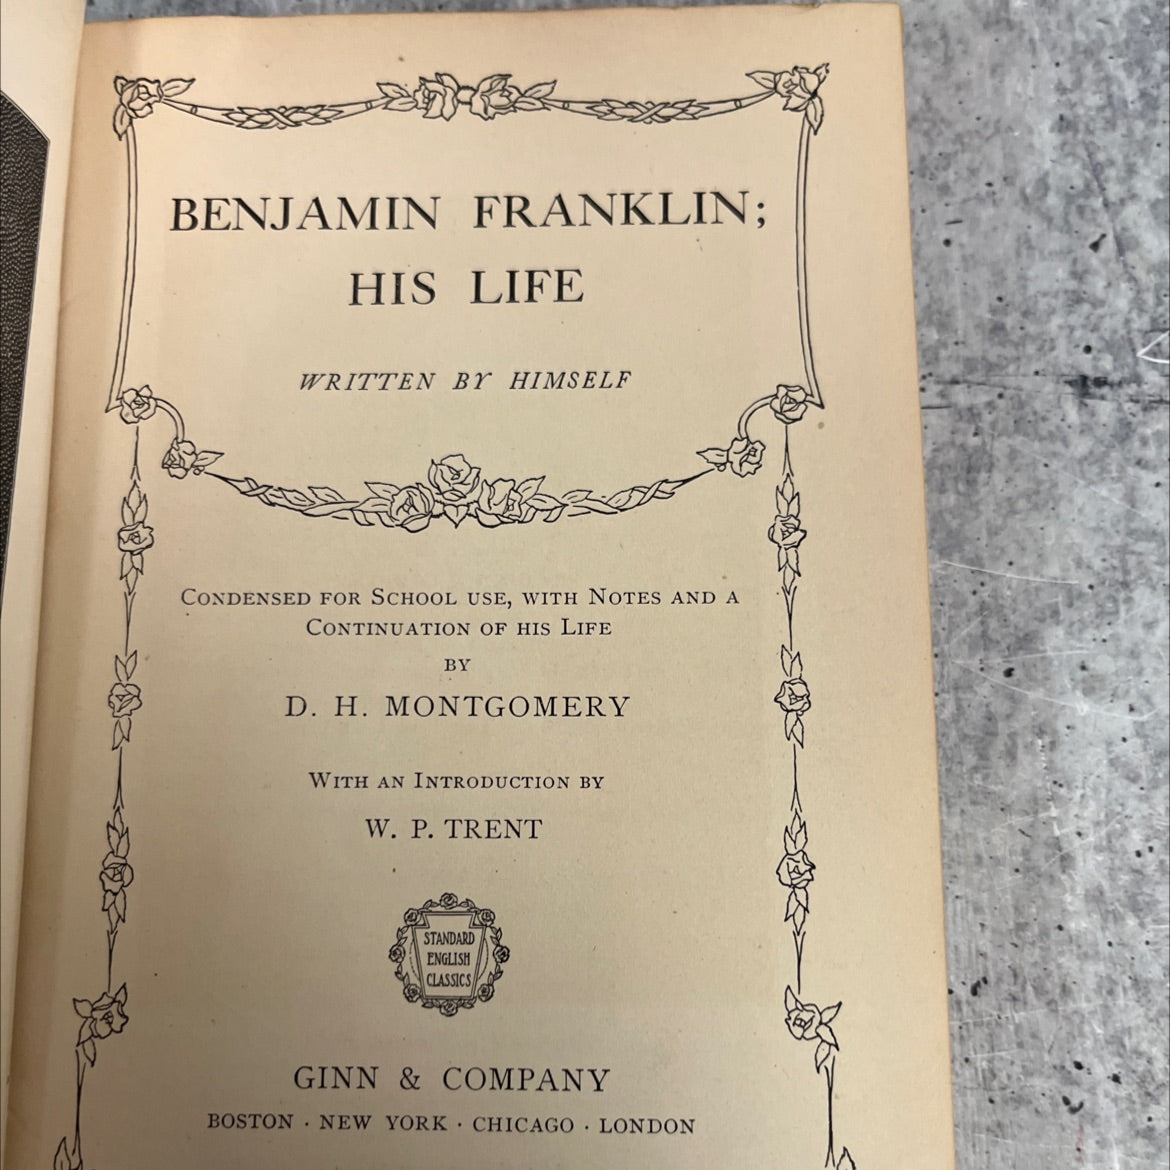 BENJAMIN FRANKLIN;
HIS LIFE
WRITTEN BY HIMSELF
CONDENSED FOR SCHOOL USE, WITH NOTES AND A
CONTINUATION OF HIS LIFE
BY
D. H. MONTGOMERY
WITH AN INTRODUCTION BY
W. P. TRENT
STANDARD
ENGLISH
CLASSICS
GINN & COMPANY
BOSTON · NEW YORK · CHICAGO · LONDON